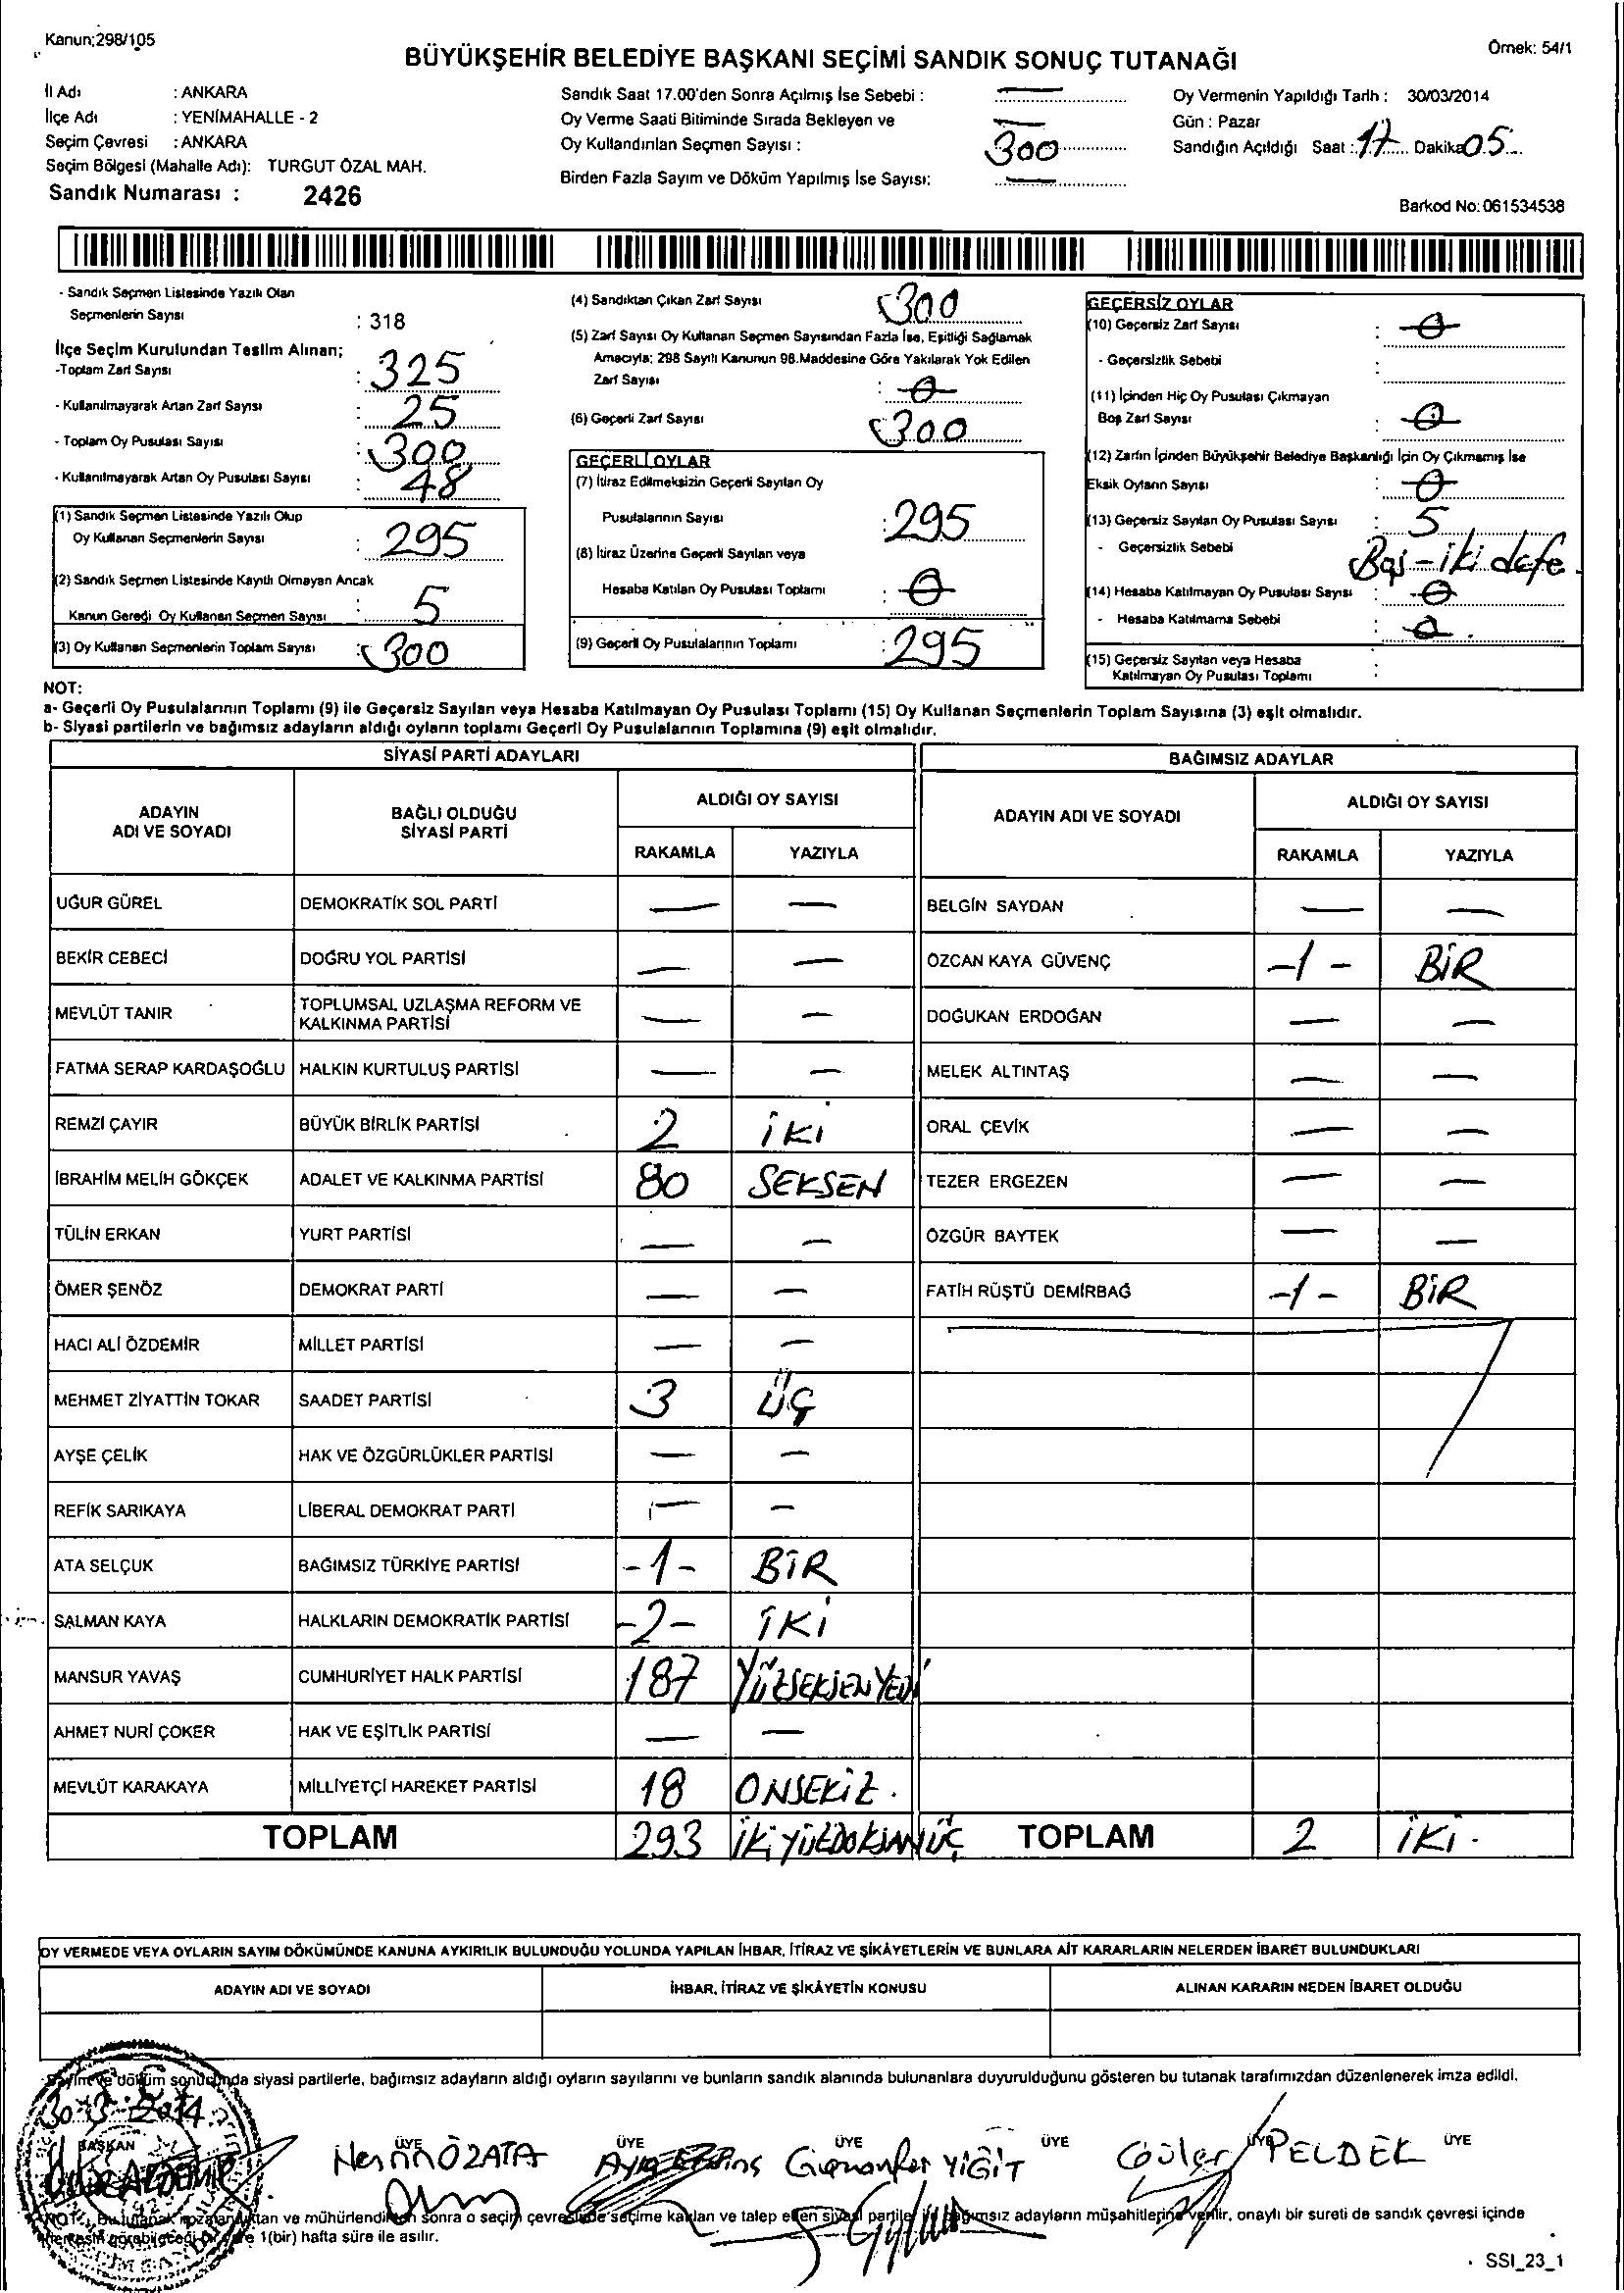 Kanun;298/105
BÜYÜKŞEHİR BELEDİYE BAŞKANI SEÇİMİ SANDIK SONUÇ TUTANAĞI
Örnek: 54/1
İl Adı : ANKARA
İlçe Adı : YENİMAHALLE - 2
Seçim Çevresi : ANKARA
Seçim Bölgesi (Mahalle Adı): TURGUT ÖZAL MAH.
Sandık Numarası : 2426
Sandık Saat 17.00'den Sonra Açılmış İse Sebebi : —
Oy Verme Saati Bitiminde Sırada Bekleyen ve —
Oy Kullandırılan Seçmen Sayısı : 300
Birden Fazla Sayım ve Döküm Yapılmış İse Sayısı: —
Oy Vermenin Yapıldığı Tarih : 30/03/2014
Gün : Pazar
Sandığın Açıldığı Saat : 17 Dakika 05
Barkod No: 061534538
- Sandık Seçmen Listesinde Yazılı Olan
Seçmenlerin Sayısı : 318
İlçe Seçim Kurulundan Teslim Alınan;
-Toplam Zarf Sayısı : 325
- Kullanılmayarak Artan Zarf Sayısı : 25
- Toplam Oy Pusulası Sayısı : 300
- Kullanılmayarak Artan Oy Pusulası Sayısı : 48
(1) Sandık Seçmen Listesinde Yazılı Olup
Oy Kullanan Seçmenlerin Sayısı : 295
(2) Sandık Seçmen Listesinde Kayıtlı Olmayan Ancak
Kanun Gereği Oy Kullanan Seçmen Sayısı : 5
(3) Oy Kullanan Seçmenlerin Toplam Sayısı : 300
(4) Sandıktan Çıkan Zarf Sayısı 300
(5) Zarf Sayısı Oy Kullanan Seçmen Sayısından Fazla İse, Eşitliği Sağlamak
Amacıyla; 298 Sayılı Kanunun 98.Maddesine Göre Yakılarak Yok Edilen
Zarf Sayısı : 0
(6) Geçerli Zarf Sayısı 300
GEÇERLİ OYLAR
(7) İtiraz Edilmeksizin Geçerli Sayılan Oy
Pusulalarının Sayısı : 295
(8) İtiraz Üzerine Geçerli Sayılan veya
Hesaba Katılan Oy Pusulası Toplamı : 0
(9) Geçerli Oy Pusulalarının Toplamı : 295
GEÇERSİZ OYLAR
(10) Geçersiz Zarf Sayısı : 0
- Geçersizlik Sebebi :
(11) İçinden Hiç Oy Pusulası Çıkmayan
Boş Zarf Sayısı : 0
(12) Zarfın İçinden Büyükşehir Belediye Başkanlığı İçin Oy Çıkmamış İse
Eksik Oyların Sayısı : 0
(13) Geçersiz Sayılan Oy Pusulası Sayısı : 5
- Geçersizlik Sebebi Boş-iki defe.
(14) Hesaba Katılmayan Oy Pusulası Sayısı : 0
- Hesaba Katılmama Sebebi : 0
(15) Geçersiz Sayılan veya Hesaba
Katılmayan Oy Pusulası Toplamı :
NOT:
a- Geçerli Oy Pusulalarının Toplamı (9) ile Geçersiz Sayılan veya Hesaba Katılmayan Oy Pusulası Toplamı (15) Oy Kullanan Seçmenlerin Toplam Sayısına (3) eşit olmalıdır.
b- Siyasi partilerin ve bağımsız adayların aldığı oyların toplamı Geçerli Oy Pusulalarının Toplamına (9) eşit olmalıdır.
SİYASİ PARTİ ADAYLARI
BAĞIMSIZ ADAYLAR
ADAYIN ADI VE SOYADI BAĞLI OLDUĞU SİYASİ PARTİ ALDIĞI OY SAYISI ADAYIN ADI VE SOYADI ALDIĞI OY SAYISI
RAKAMLA YAZIYLA RAKAMLA YAZIYLA
UĞUR GÜREL DEMOKRATİK SOL PARTİ — — BELGİN SAYDAN — —
BEKİR CEBECİ DOĞRU YOL PARTİSİ — — ÖZCAN KAYA GÜVENÇ -1- BİR
MEVLÜT TANIR TOPLUMSAL UZLAŞMA REFORM VE KALKINMA PARTİSİ — — DOĞUKAN ERDOĞAN — —
FATMA SERAP KARDAŞOĞLU HALKIN KURTULUŞ PARTİSİ — — MELEK ALTINTAŞ — —
REMZİ ÇAYIR BÜYÜK BİRLİK PARTİSİ 2 İKİ ORAL ÇEVİK — —
İBRAHİM MELİH GÖKÇEK ADALET VE KALKINMA PARTİSİ 80 SEKSEN TEZER ERGEZEN — —
TÜLİN ERKAN YURT PARTİSİ — — ÖZGÜR BAYTEK — —
ÖMER ŞENÖZ DEMOKRAT PARTİ — — FATİH RÜŞTÜ DEMİRBAĞ -1- BİR
HACI ALİ ÖZDEMİR MİLLET PARTİSİ — —
MEHMET ZİYATTİN TOKAR SAADET PARTİSİ 3 ÜÇ
AYŞE ÇELİK HAK VE ÖZGÜRLÜKLER PARTİSİ — —
REFİK SARIKAYA LİBERAL DEMOKRAT PARTİ — —
ATA SELÇUK BAĞIMSIZ TÜRKİYE PARTİSİ -1- BİR
SALMAN KAYA HALKLARIN DEMOKRATİK PARTİSİ -2- İKİ
MANSUR YAVAŞ CUMHURİYET HALK PARTİSİ 187 YÜZSEKSENYEDİ
AHMET NURİ ÇOKER HAK VE EŞİTLİK PARTİSİ — —
MEVLÜT KARAKAYA MİLLİYETÇİ HAREKET PARTİSİ 18 ONSEKİZ.
TOPLAM 293 İKİYÜZDOKSANÜÇ TOPLAM 2 İKİ.
OY VERMEDE VEYA OYLARIN SAYIM DÖKÜMÜNDE KANUNA AYKIRILIK BULUNDUĞU YOLUNDA YAPILAN İHBAR, İTİRAZ VE ŞİKÂYETLERİN VE BUNLARA AİT KARARLARIN NELERDEN İBARET BULUNDUKLARI
ADAYIN ADI VE SOYADI İHBAR, İTİRAZ VE ŞİKÂYETİN KONUSU ALINAN KARARIN NEDEN İBARET OLDUĞU
Sayım ve döküm sonucunda siyasi partilerle, bağımsız adayların aldığı oyların sayılarını ve bunların sandık alanında bulunanlara duyurulduğunu gösteren bu tutanak tarafımızdan düzenlenerek imza edildi.
30-3-2014
BAŞKAN ÜYE ÜYE ÜYE ÜYE ÜYE ÜYE
ÖZATA YİĞİT Güler PELDEK
NOT: Bu tutanak imzalandıktan ve mühürlendikten sonra o seçim çevresinde seçime katılan ve talep eden siyasi partiler ve bağımsız adayların müşahitlerine verilir, onaylı bir sureti de sandık çevresi içinde
herkesin görebileceği bir yere 1(bir) hafta süre ile asılır.
SSI_23_1